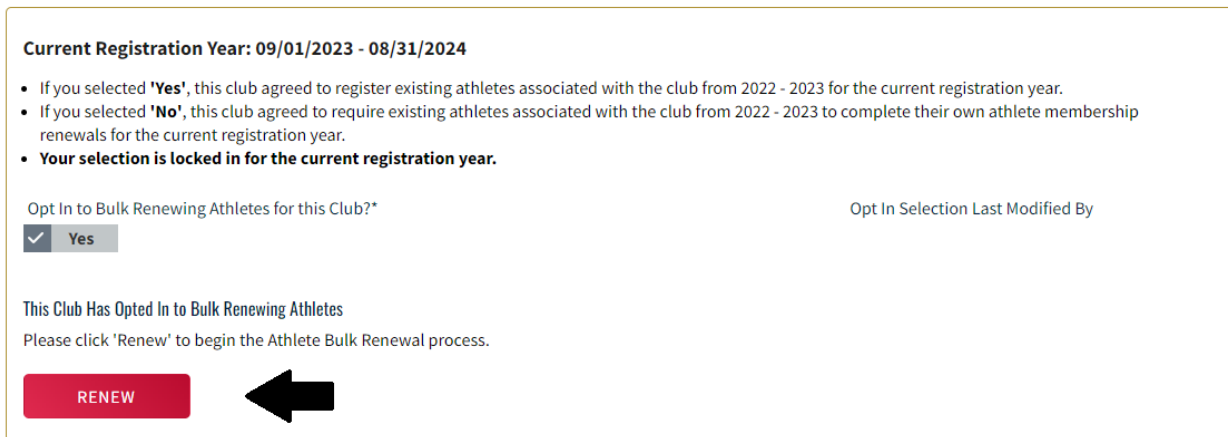 Current Registration Year: 09/01/2023 - 08/31/2024
• If you selected 'Yes', this club agreed to register existing athletes associated with the club from 2022 - 2023 for the current registration year.
• If you selected 'No', this club agreed to require existing athletes associated with the club from 2022 - 2023 to complete their own athlete membership
renewals for the current registration year.
• Your selection is locked in for the current registration year.
Opt In to Bulk Renewing Athletes for this Club?*
Opt In Selection Last Modified By
Yes
This Club Has Opted In to Bulk Renewing Athletes
Please click 'Renew' to begin the Athlete Bulk Renewal process.
RENEW